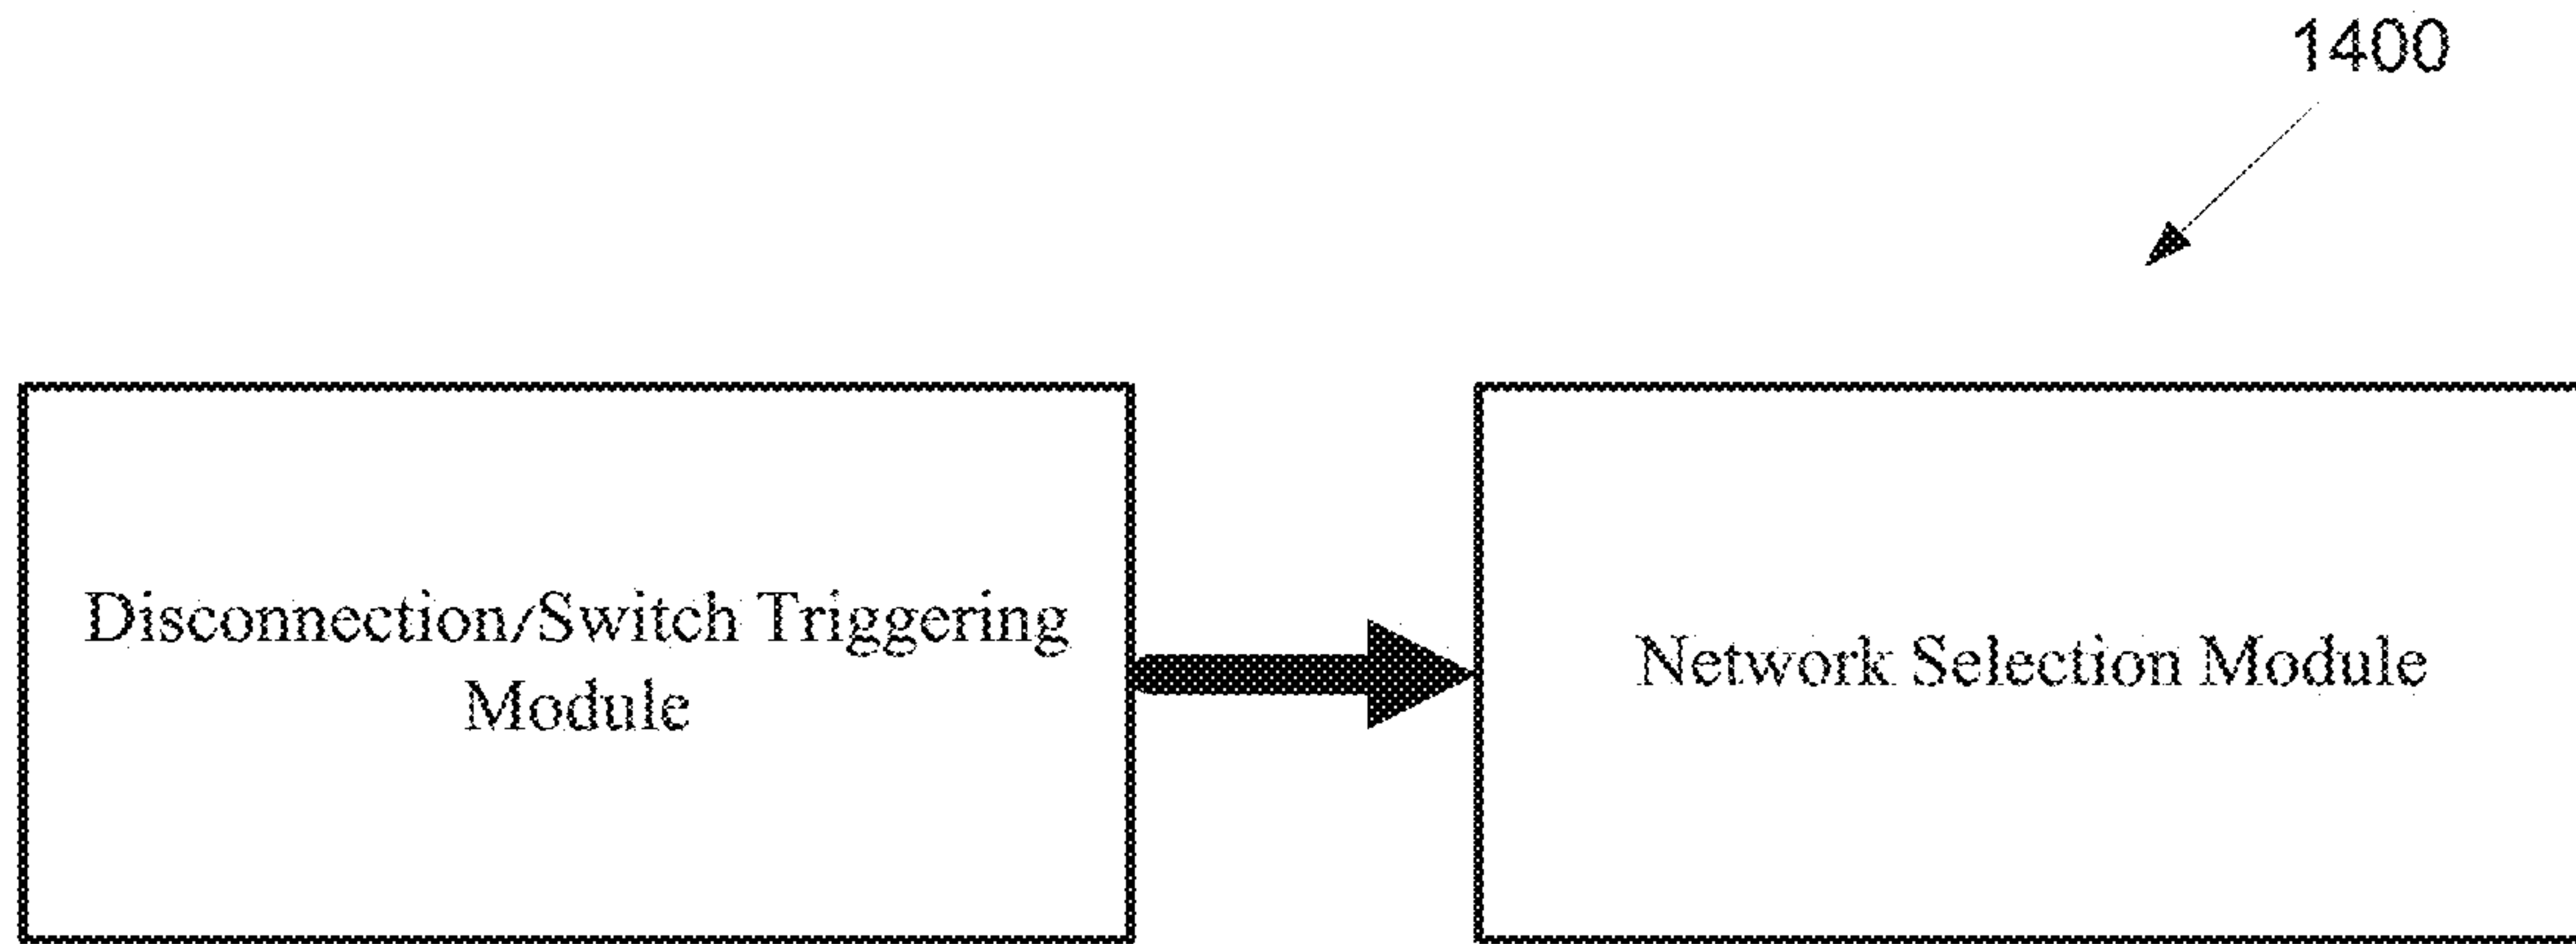 1400
Disconnection/Switch Triggering
Module
Network Selection Module